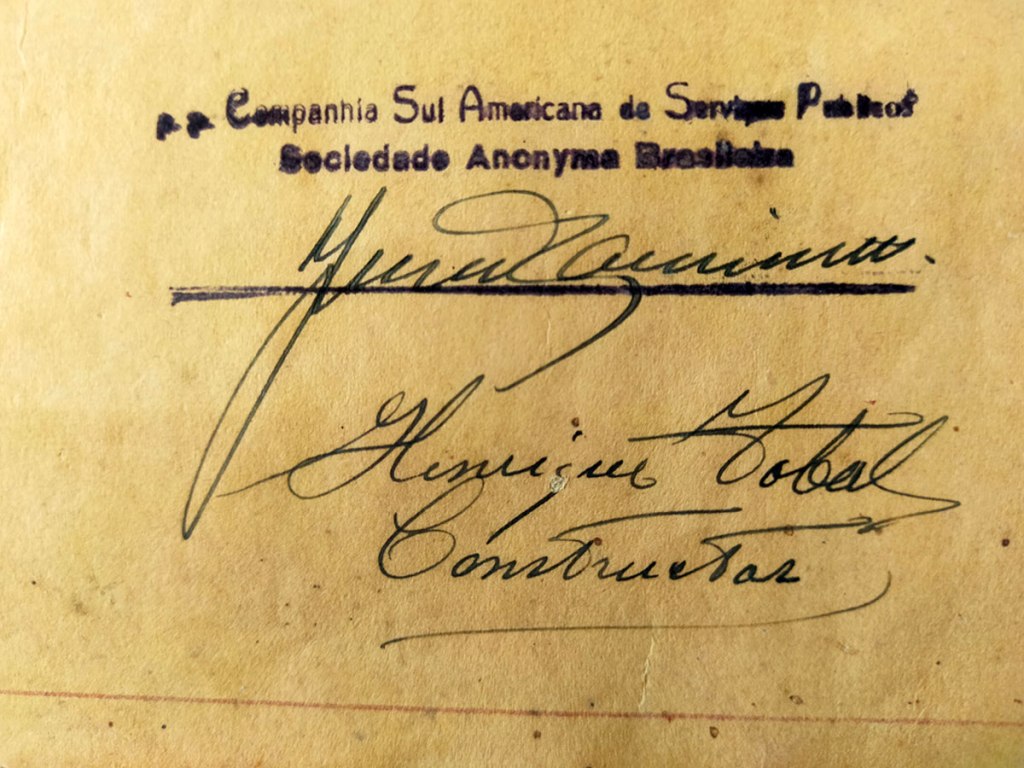 p.p. Companhia Sul Americana de Serviços Publicos
Sociedade Anonyma Brasileira
Henrique Tobal
Constructor